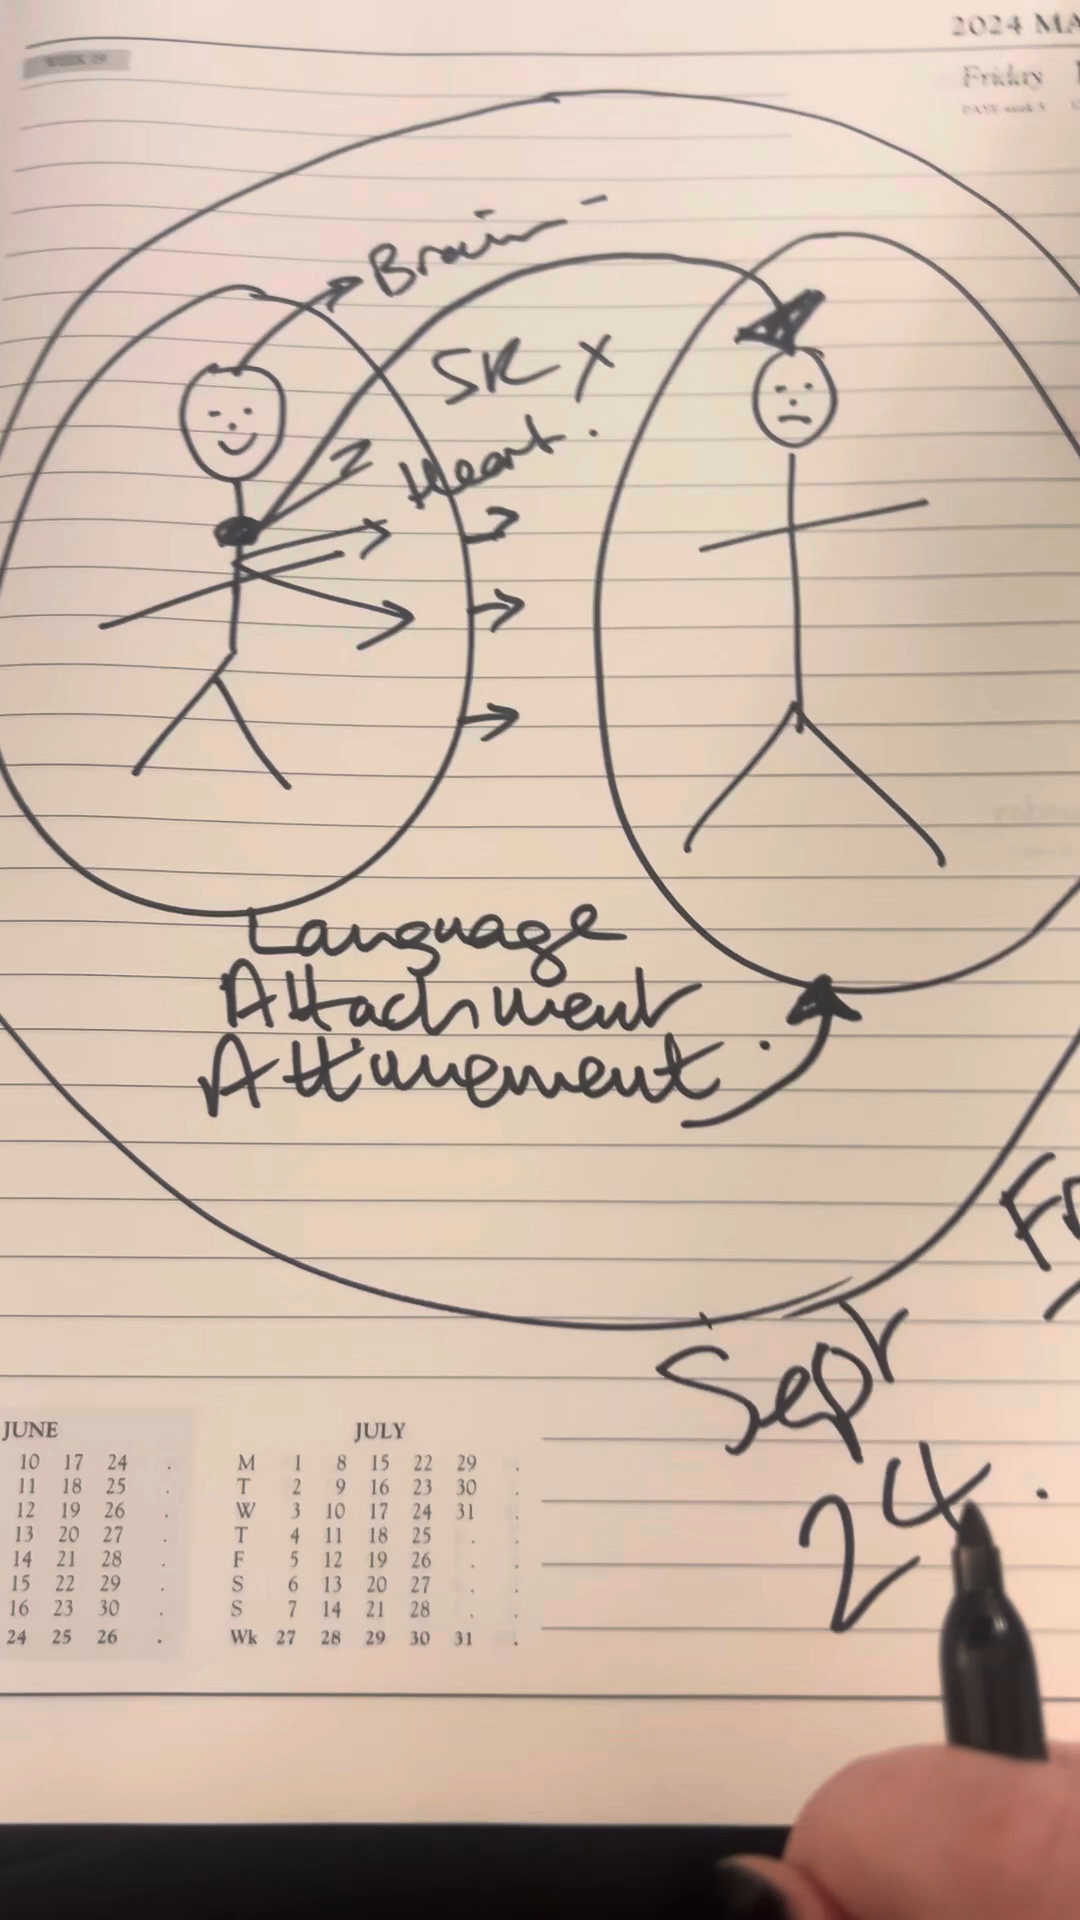 2024 MA
WEEK 19
Friday
Brain
5K X
Heart.
Language
Attachment
Attunement.
Sept
24.
JUNE
10 17 24 .
11 18 25 .
12 19 26 .
13 20 27 .
14 21 28 .
15 22 29 .
16 23 30 .
24 25 26 .
JULY
M 1 8 15 22 29 .
T 2 9 16 23 30 .
W 3 10 17 24 31 .
T 4 11 18 25 . .
F 5 12 19 26 . .
S 6 13 20 27 . .
S 7 14 21 28 . .
Wk 27 28 29 30 31 .